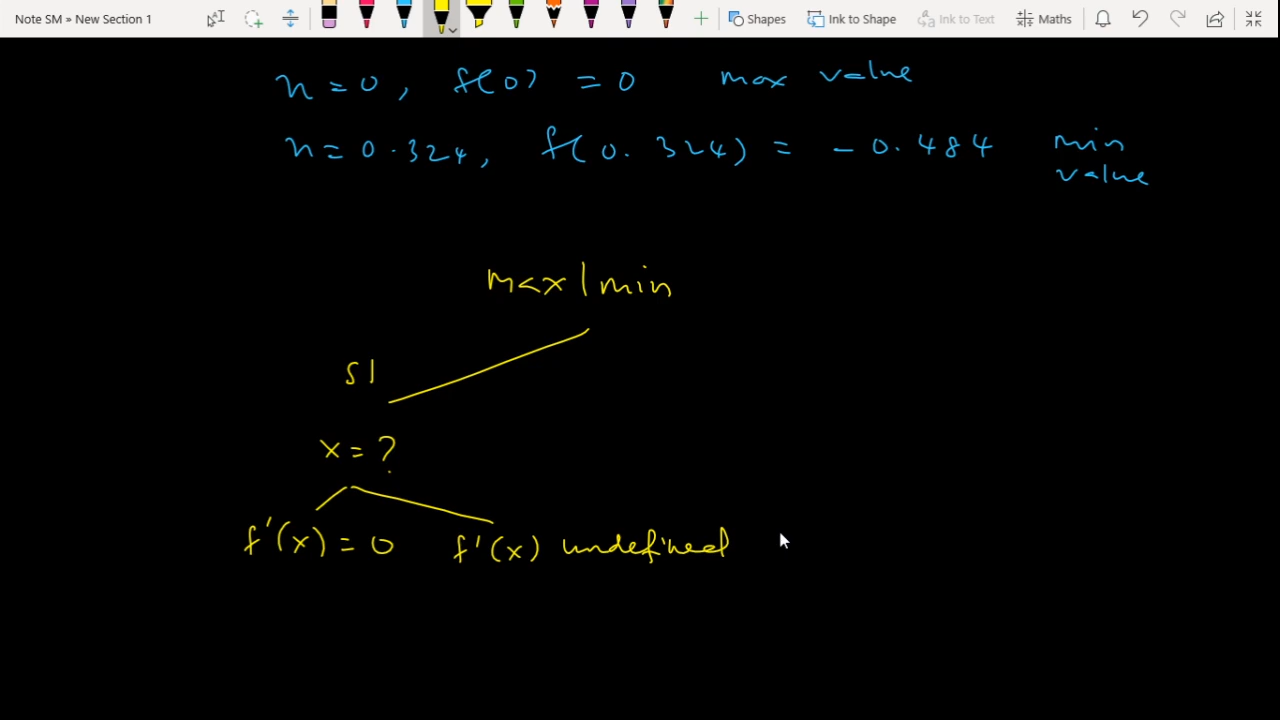 Note SM » New Section 1
Shapes
Ink to Shape
Ink to Text
Maths
x = 0, f(0) = 0 max value
x = 0.324, f(0.324) = -0.484 min
value
max/min
S1
x = ?
f'(x) = 0 f'(x) undefined